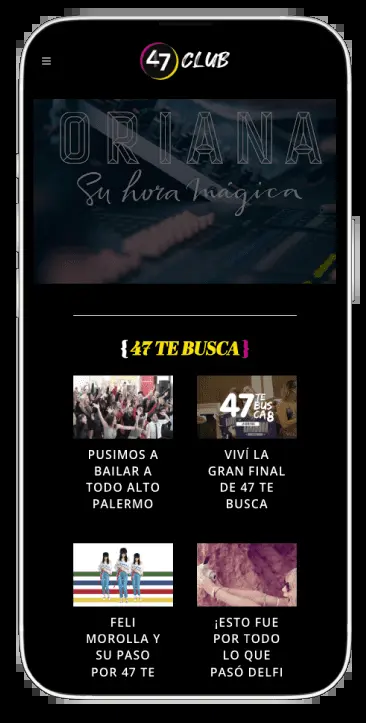 47 CLUB
ORIANA
Su hora mágica
{ 47 TE BUSCA }
PUSIMOS A
BAILAR A
TODO ALTO
PALERMO
47 TE
BUS
CA 8
VIVÍ LA
GRAN FINAL
DE 47 TE
BUSCA
FELI
MOROLLA Y
SU PASO
POR 47 TE
¡ESTO FUE
POR TODO
LO QUE
PASÓ DELFI